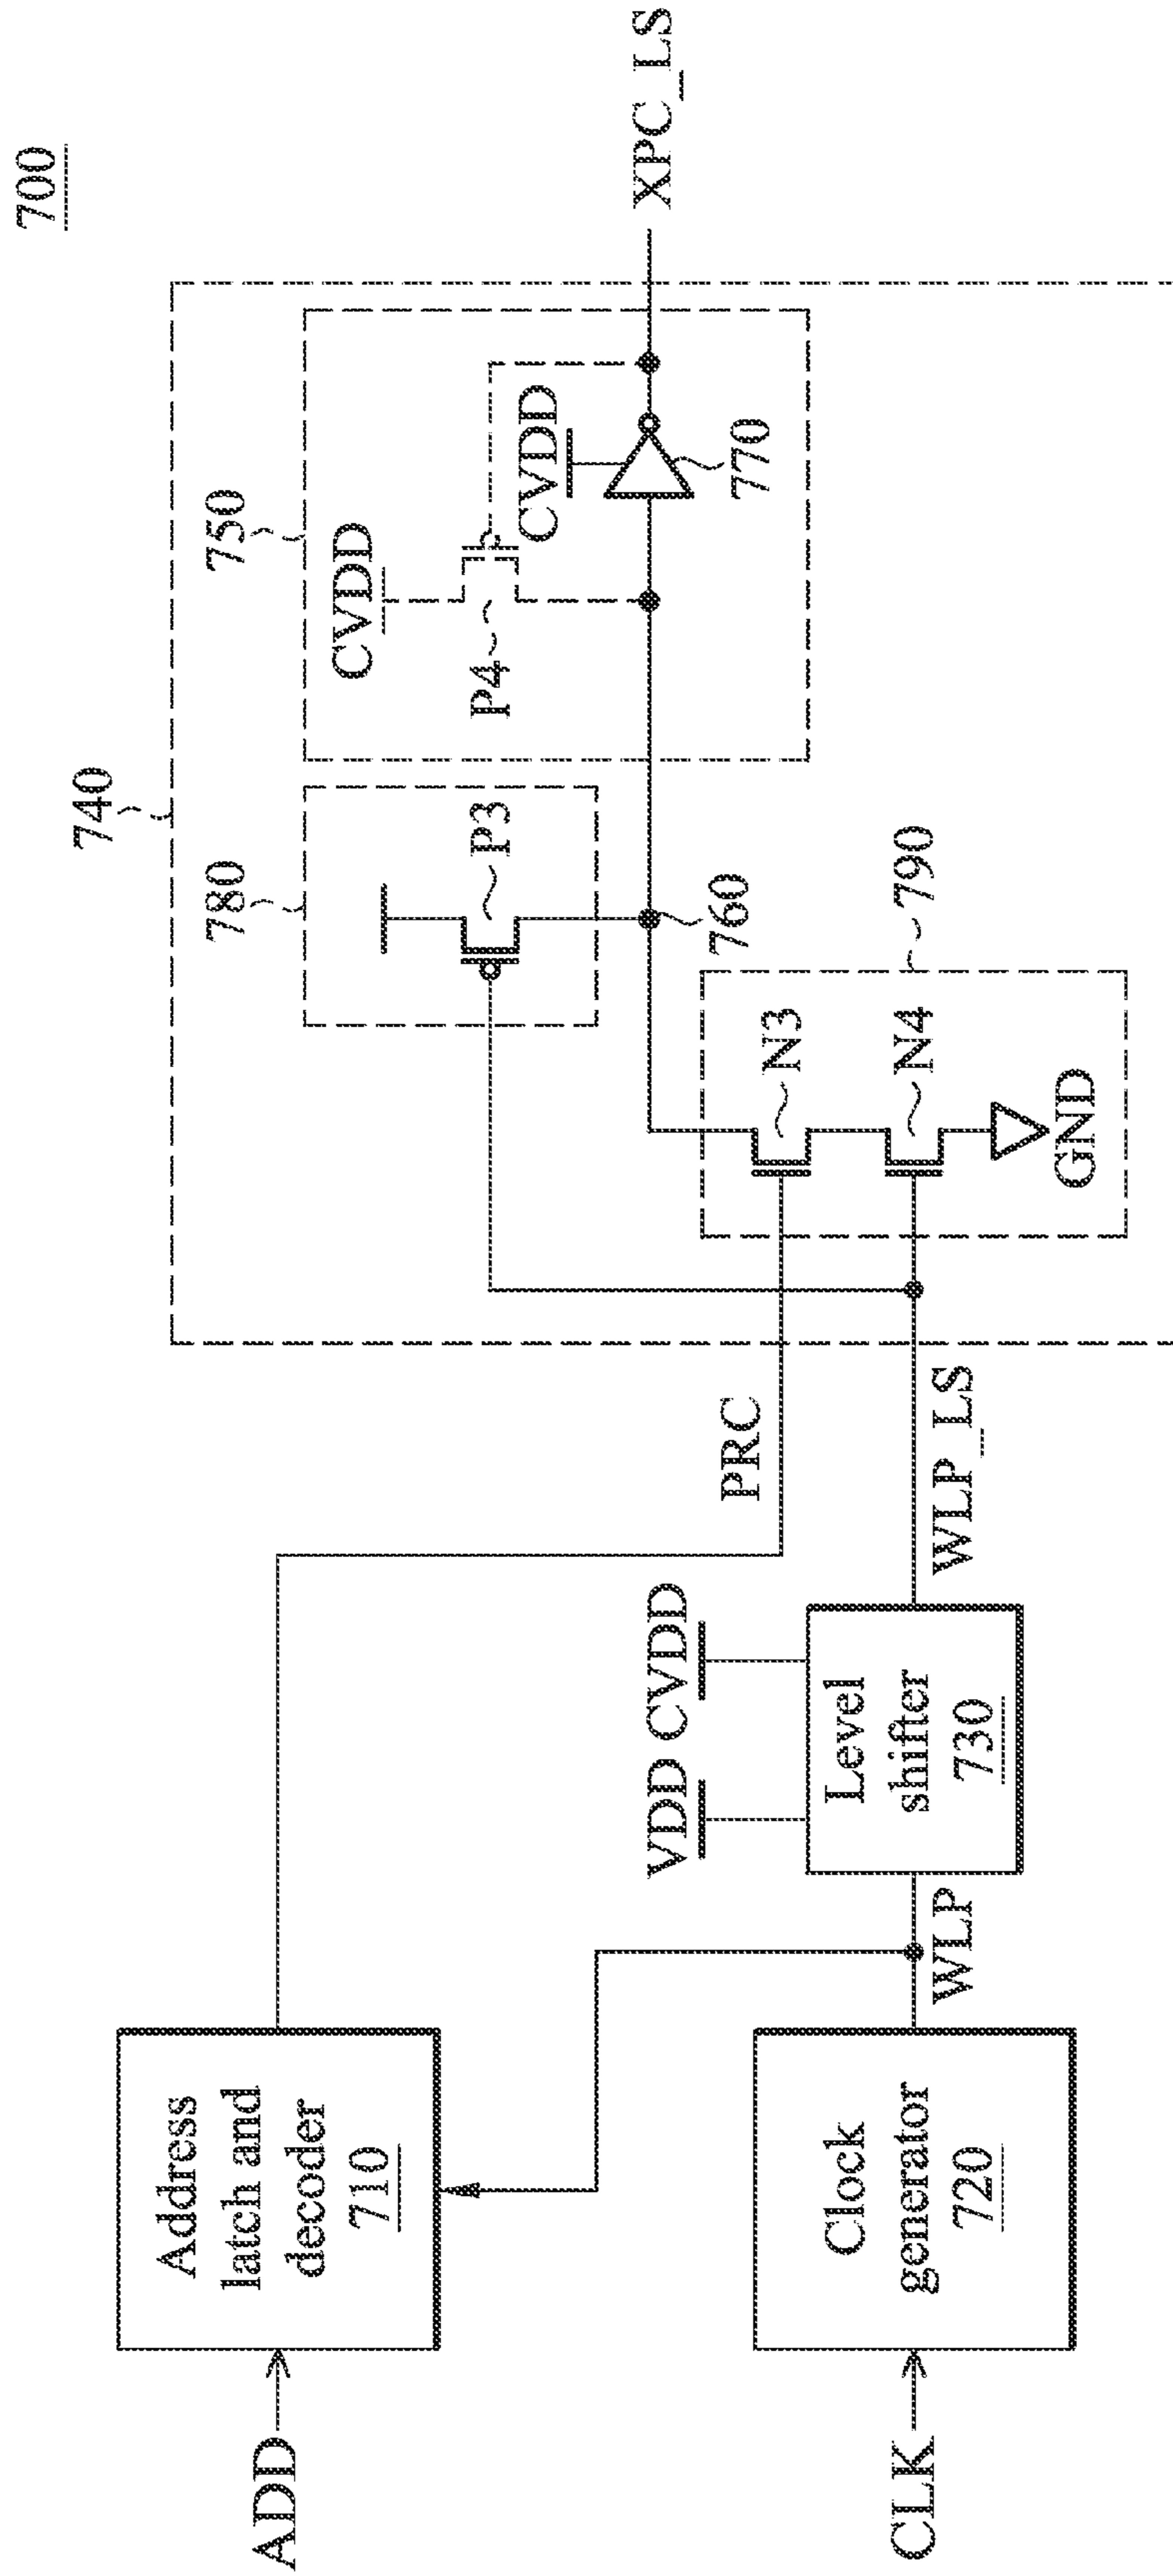 700
740
780
750
P3
CVDD
P4
CVDD
770
XPC_LS
760
790
N3
N4
GND
PRC
WLP_LS
VDD CVDD
Level
shifter
730
WLP
ADD
Address
latch and
decoder
710
CLK
Clock
generator
720